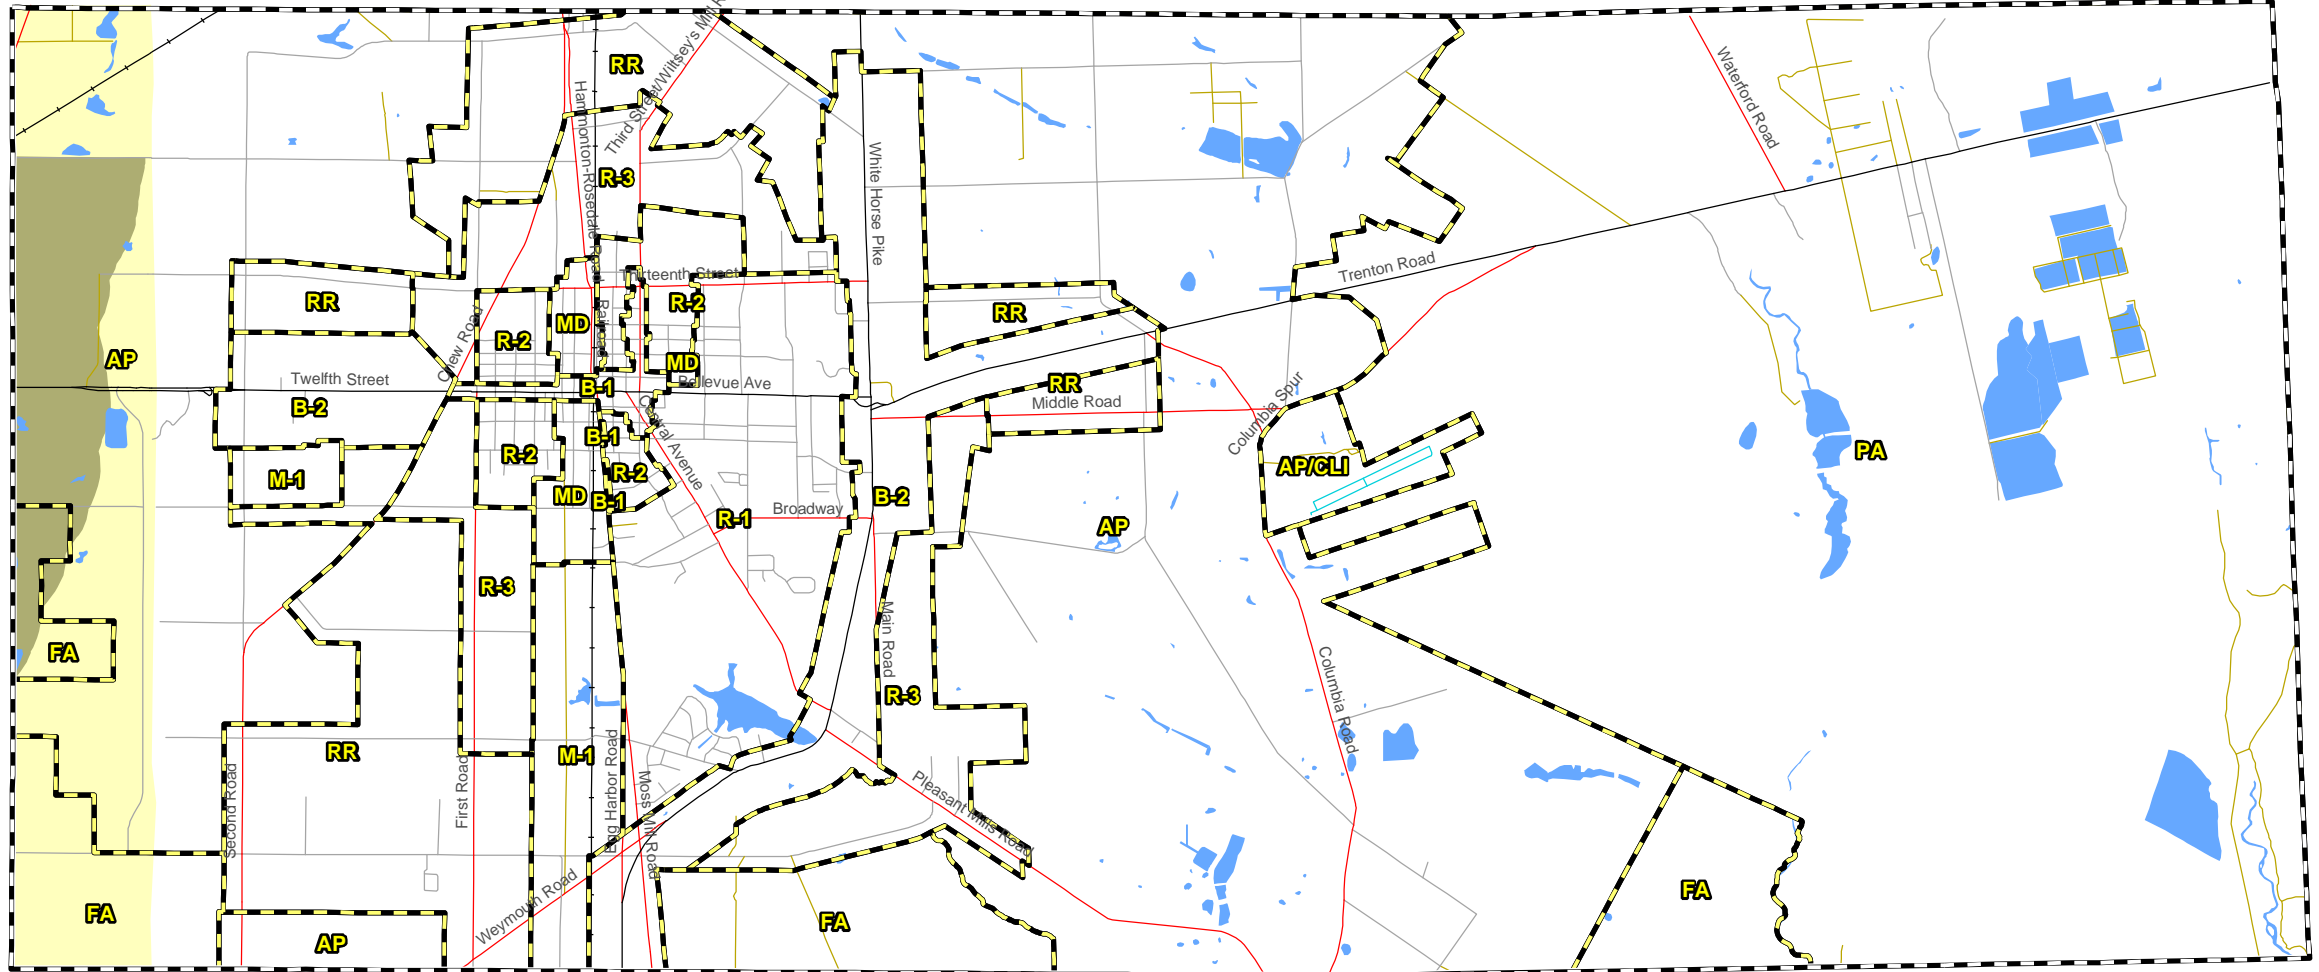 RR
Third Street/Wiltsey's Mill R
Hammonton-Rosedale Road
Waterford Road
White Horse Pike
R-3
Thirteenth Street
Trenton Road
RR
R-2
RR
MD
Railroad
R-2
Chew Road
AP
MD
Twelfth Street
Bellevue Ave
B-1
RR
Middle Road
B-2
Central Avenue
Columbia Spur
B-1
R-2
PA
AP/CLI
R-2
M-1
MD
B-1
B-2
Broadway
R-1
AP
R-3
Main Road
FA
R-3
Columbia Road
RR
M-1
Egg Harbor Road
Moss Mill Road
First Road
Second Road
Pleasant Mills Road
FA
FA
Weymouth Road
FA
AP